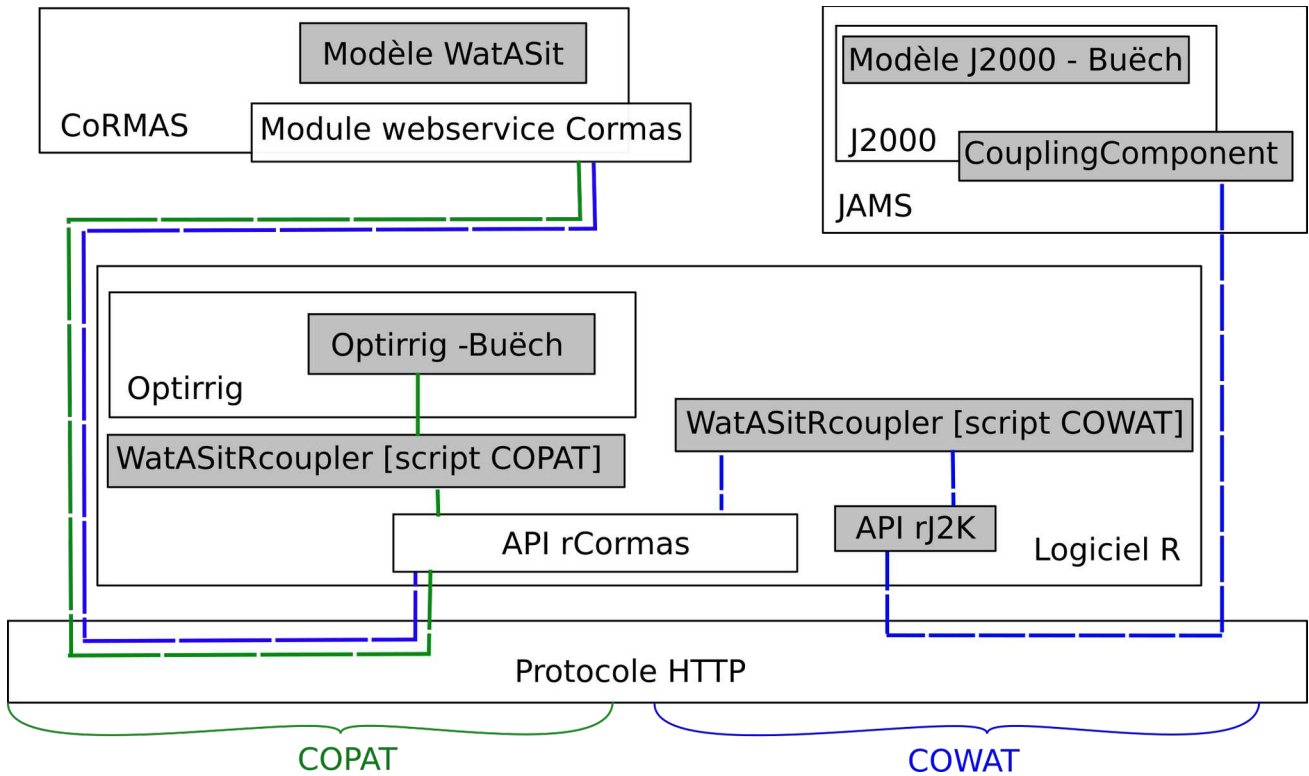 Modèle WatASit
CoRMAS
Module webservice Cormas
Modèle J2000 - Buëch
J2000
CouplingComponent
JAMS
Optirrig -Buëch
Optirrig
WatASitRcoupler [script COPAT]
WatASitRcoupler [script COWAT]
API rCormas
API rJ2K
Logiciel R
Protocole HTTP
COPAT
COWAT